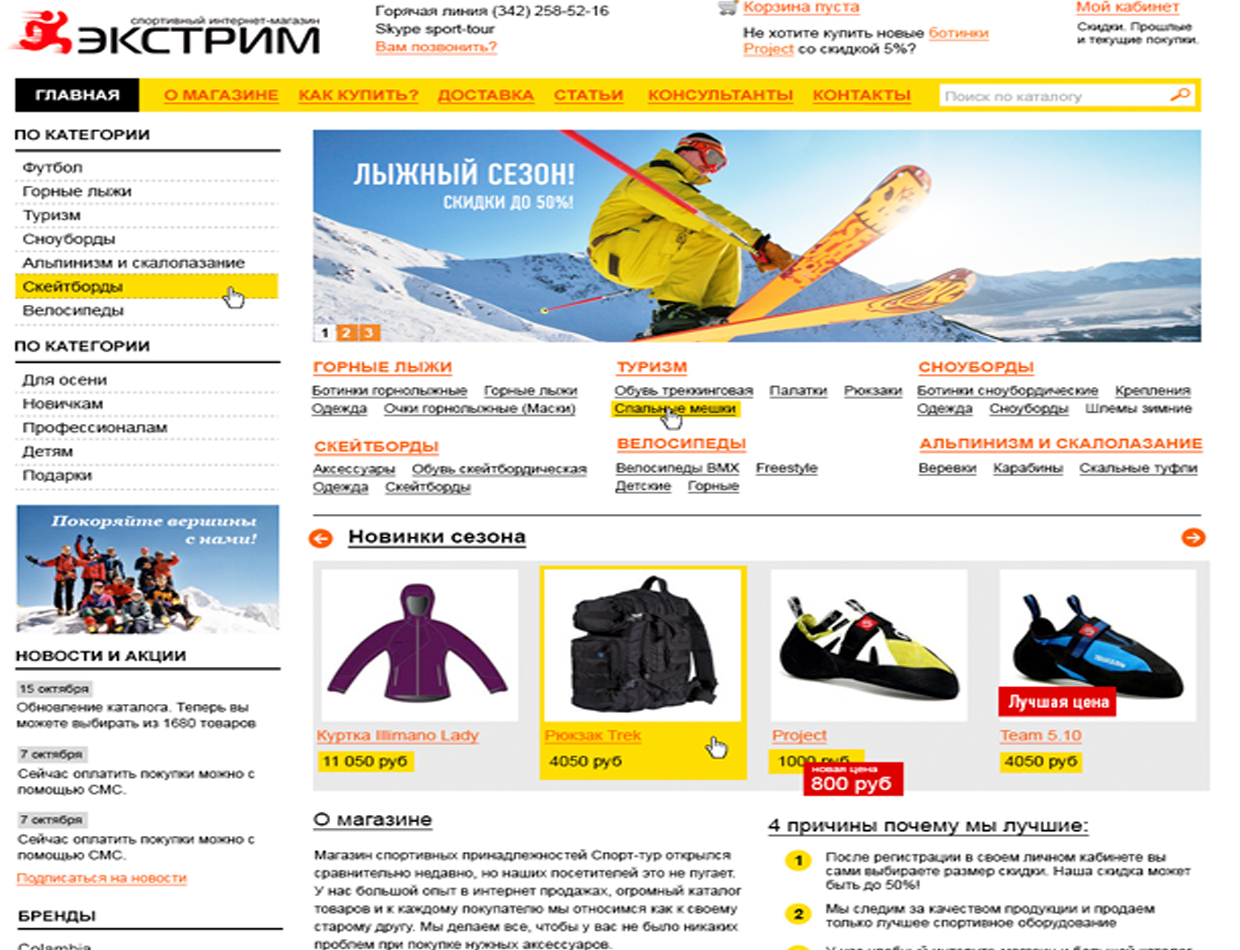 спортивный интернет-магазин
ЭКСТРИМ
Горячая линия (342) 258-52-16
Skype sport-tour
Вам позвонить?
Корзина пуста
Не хотите купить новые ботинки
Project со скидкой 5%?
Мой кабинет
Скидки. Прошлые
и текущие покупки.
ГЛАВНАЯ О МАГАЗИНЕ КАК КУПИТЬ? ДОСТАВКА СТАТЬИ КОНСУЛЬТАНТЫ КОНТАКТЫ Поиск по каталогу
ПО КАТЕГОРИИ
Футбол
Горные лыжи
Туризм
Сноуборды
Альпинизм и скалолазание
Скейтборды
Велосипеды
ПО КАТЕГОРИИ
Для осени
Новичкам
Профессионалам
Детям
Подарки
Покоряйте вершины
с нами!
НОВОСТИ И АКЦИИ
15 октября
Обновление каталога. Теперь вы
можете выбирать из 1680 товаров
7 октября
Сейчас оплатить покупки можно с
помощью СМС.
7 октября
Сейчас оплатить покупки можно с
помощью СМС.
Подписаться на новости
БРЕНДЫ
Colambia
ЛЫЖНЫЙ СЕЗОН!
СКИДКИ ДО 50%!
1 2 3
ГОРНЫЕ ЛЫЖИ
Ботинки горнолыжные Горные лыжи
Одежда Очки горнолыжные (Маски)
ТУРИЗМ
Обувь треккинговая Палатки Рюкзаки
Спальные мешки
СНОУБОРДЫ
Ботинки сноубордические Крепления
Одежда Сноуборды Шлемы зимние
СКЕЙТБОРДЫ
Аксессуары Обувь скейтбордическая
Одежда Скейтборды
ВЕЛОСИПЕДЫ
Велосипеды BMX Freestyle
Детские Горные
АЛЬПИНИЗМ И СКАЛОЛАЗАНИЕ
Веревки Карабины Скальные туфли
Новинки сезона
Куртка Illimano Lady
11 050 руб
Рюкзак Trek
4050 руб
Project
1000 руб
новая цена
800 руб
Лучшая цена
Team 5.10
4050 руб
О магазине
Магазин спортивных принадлежностей Спорт-тур открылся
сравнительно недавно, но наших посетителей это не пугает.
У нас большой опыт в интернет продажах, огромный каталог
товаров и к каждому покупателю мы относимся как к своему
старому другу. Мы делаем все, чтобы у вас не было никаких
проблем при покупке нужных аксессуаров.
4 причины почему мы лучшие:
1 После регистрации в своем личном кабинете вы
сами выбираете размер скидки. Наша скидка может
быть до 50%!
2 Мы следим за качеством продукции и продаем
только лучшее спортивное оборудование